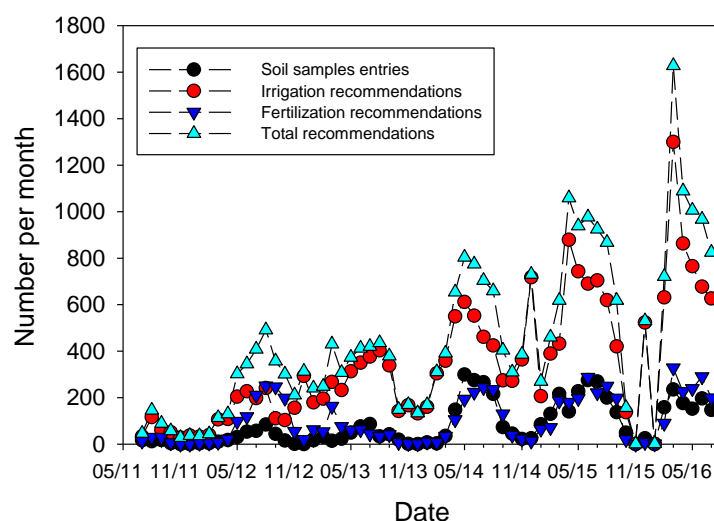 1800
1600
1400
1200
1000
800
600
400
200
0
Number per month
Soil samples entries
Irrigation recommendations
Fertilization recommendations
Total recommendations
05/11 11/11 05/12 11/12 05/13 11/13 05/14 11/14 05/15 11/15 05/16
Date